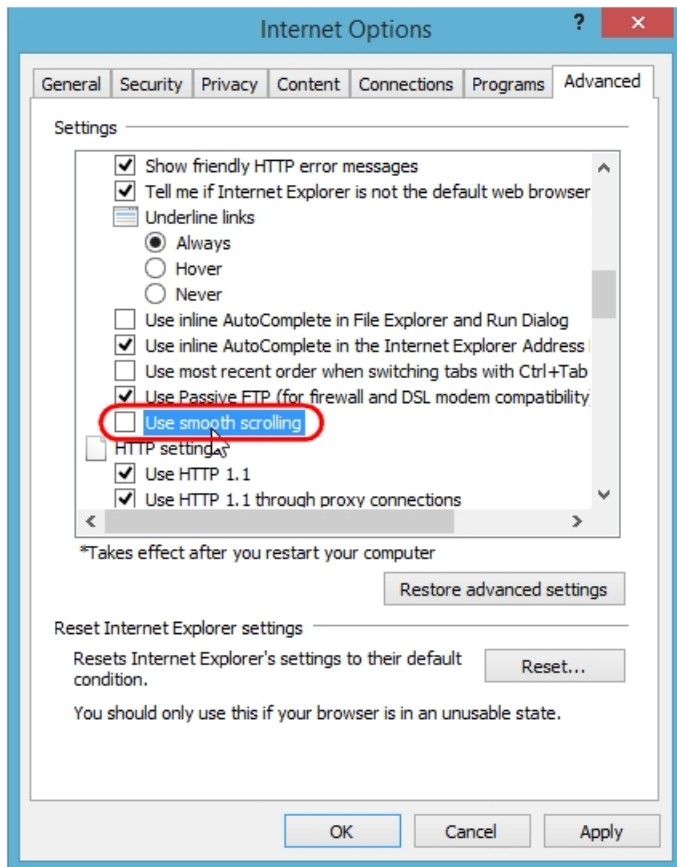 Internet Options
?
General Security Privacy Content Connections Programs Advanced
Settings
Show friendly HTTP error messages
Tell me if Internet Explorer is not the default web browser
Underline links
Always
Hover
Never
Use inline AutoComplete in File Explorer and Run Dialog
Use inline AutoComplete in the Internet Explorer Address
Use most recent order when switching tabs with Ctrl+Tab
Use Passive FTP (for firewall and DSL modem compatibility)
Use smooth scrolling
HTTP settings
Use HTTP 1.1
Use HTTP 1.1 through proxy connections
*Takes effect after you restart your computer
Restore advanced settings
Reset Internet Explorer settings
Resets Internet Explorer's settings to their default
condition.
Reset...
You should only use this if your browser is in an unusable state.
OK Cancel Apply